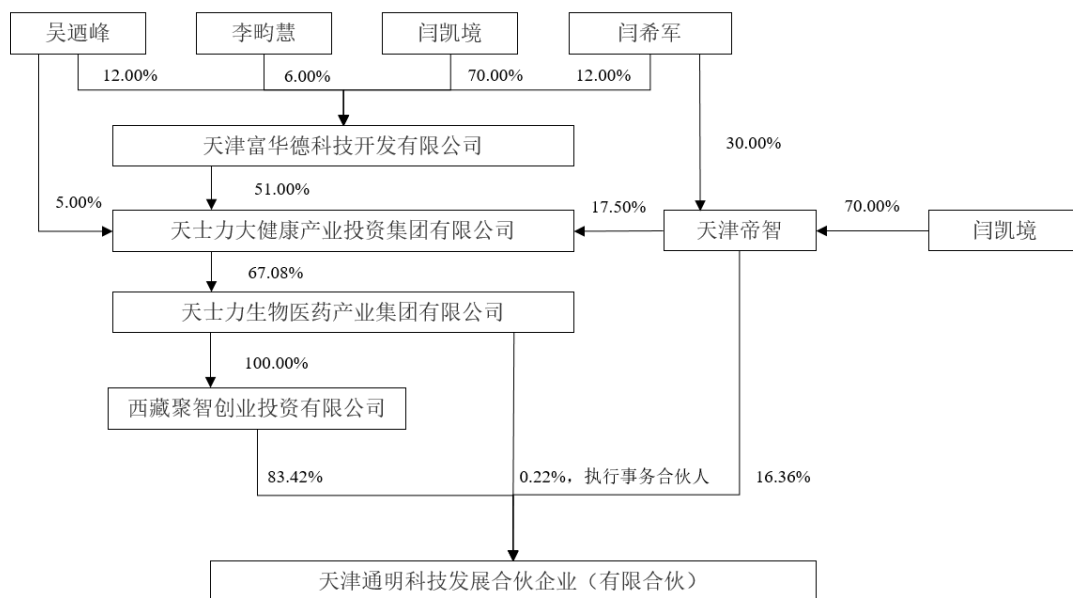 吴迺峰
李畇慧
闫凯境
闫希军
12.00%
6.00%
70.00%
12.00%
天津富华德科技开发有限公司
30.00%
51.00%
5.00%
17.50%
70.00%
天士力大健康产业投资集团有限公司
天津帝智
闫凯境
67.08%
天士力生物医药产业集团有限公司
100.00%
西藏聚智创业投资有限公司
83.42%
0.22%，执行事务合伙人
16.36%
天津通明科技发展合伙企业（有限合伙）